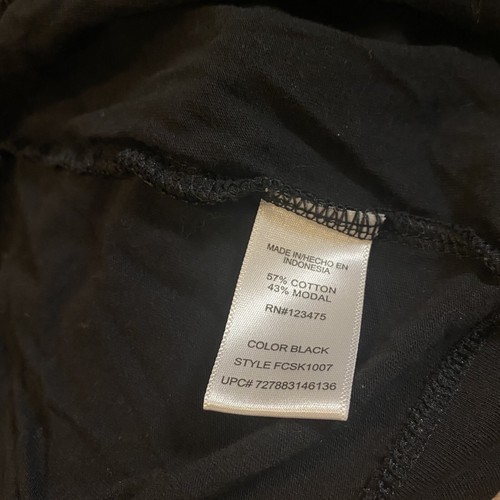 MADE IN/HECHO EN
INDONESIA
57% COTTON
43% MODAL
RN#123475
COLOR BLACK
STYLE FCSK1007
UPC# 727883146136